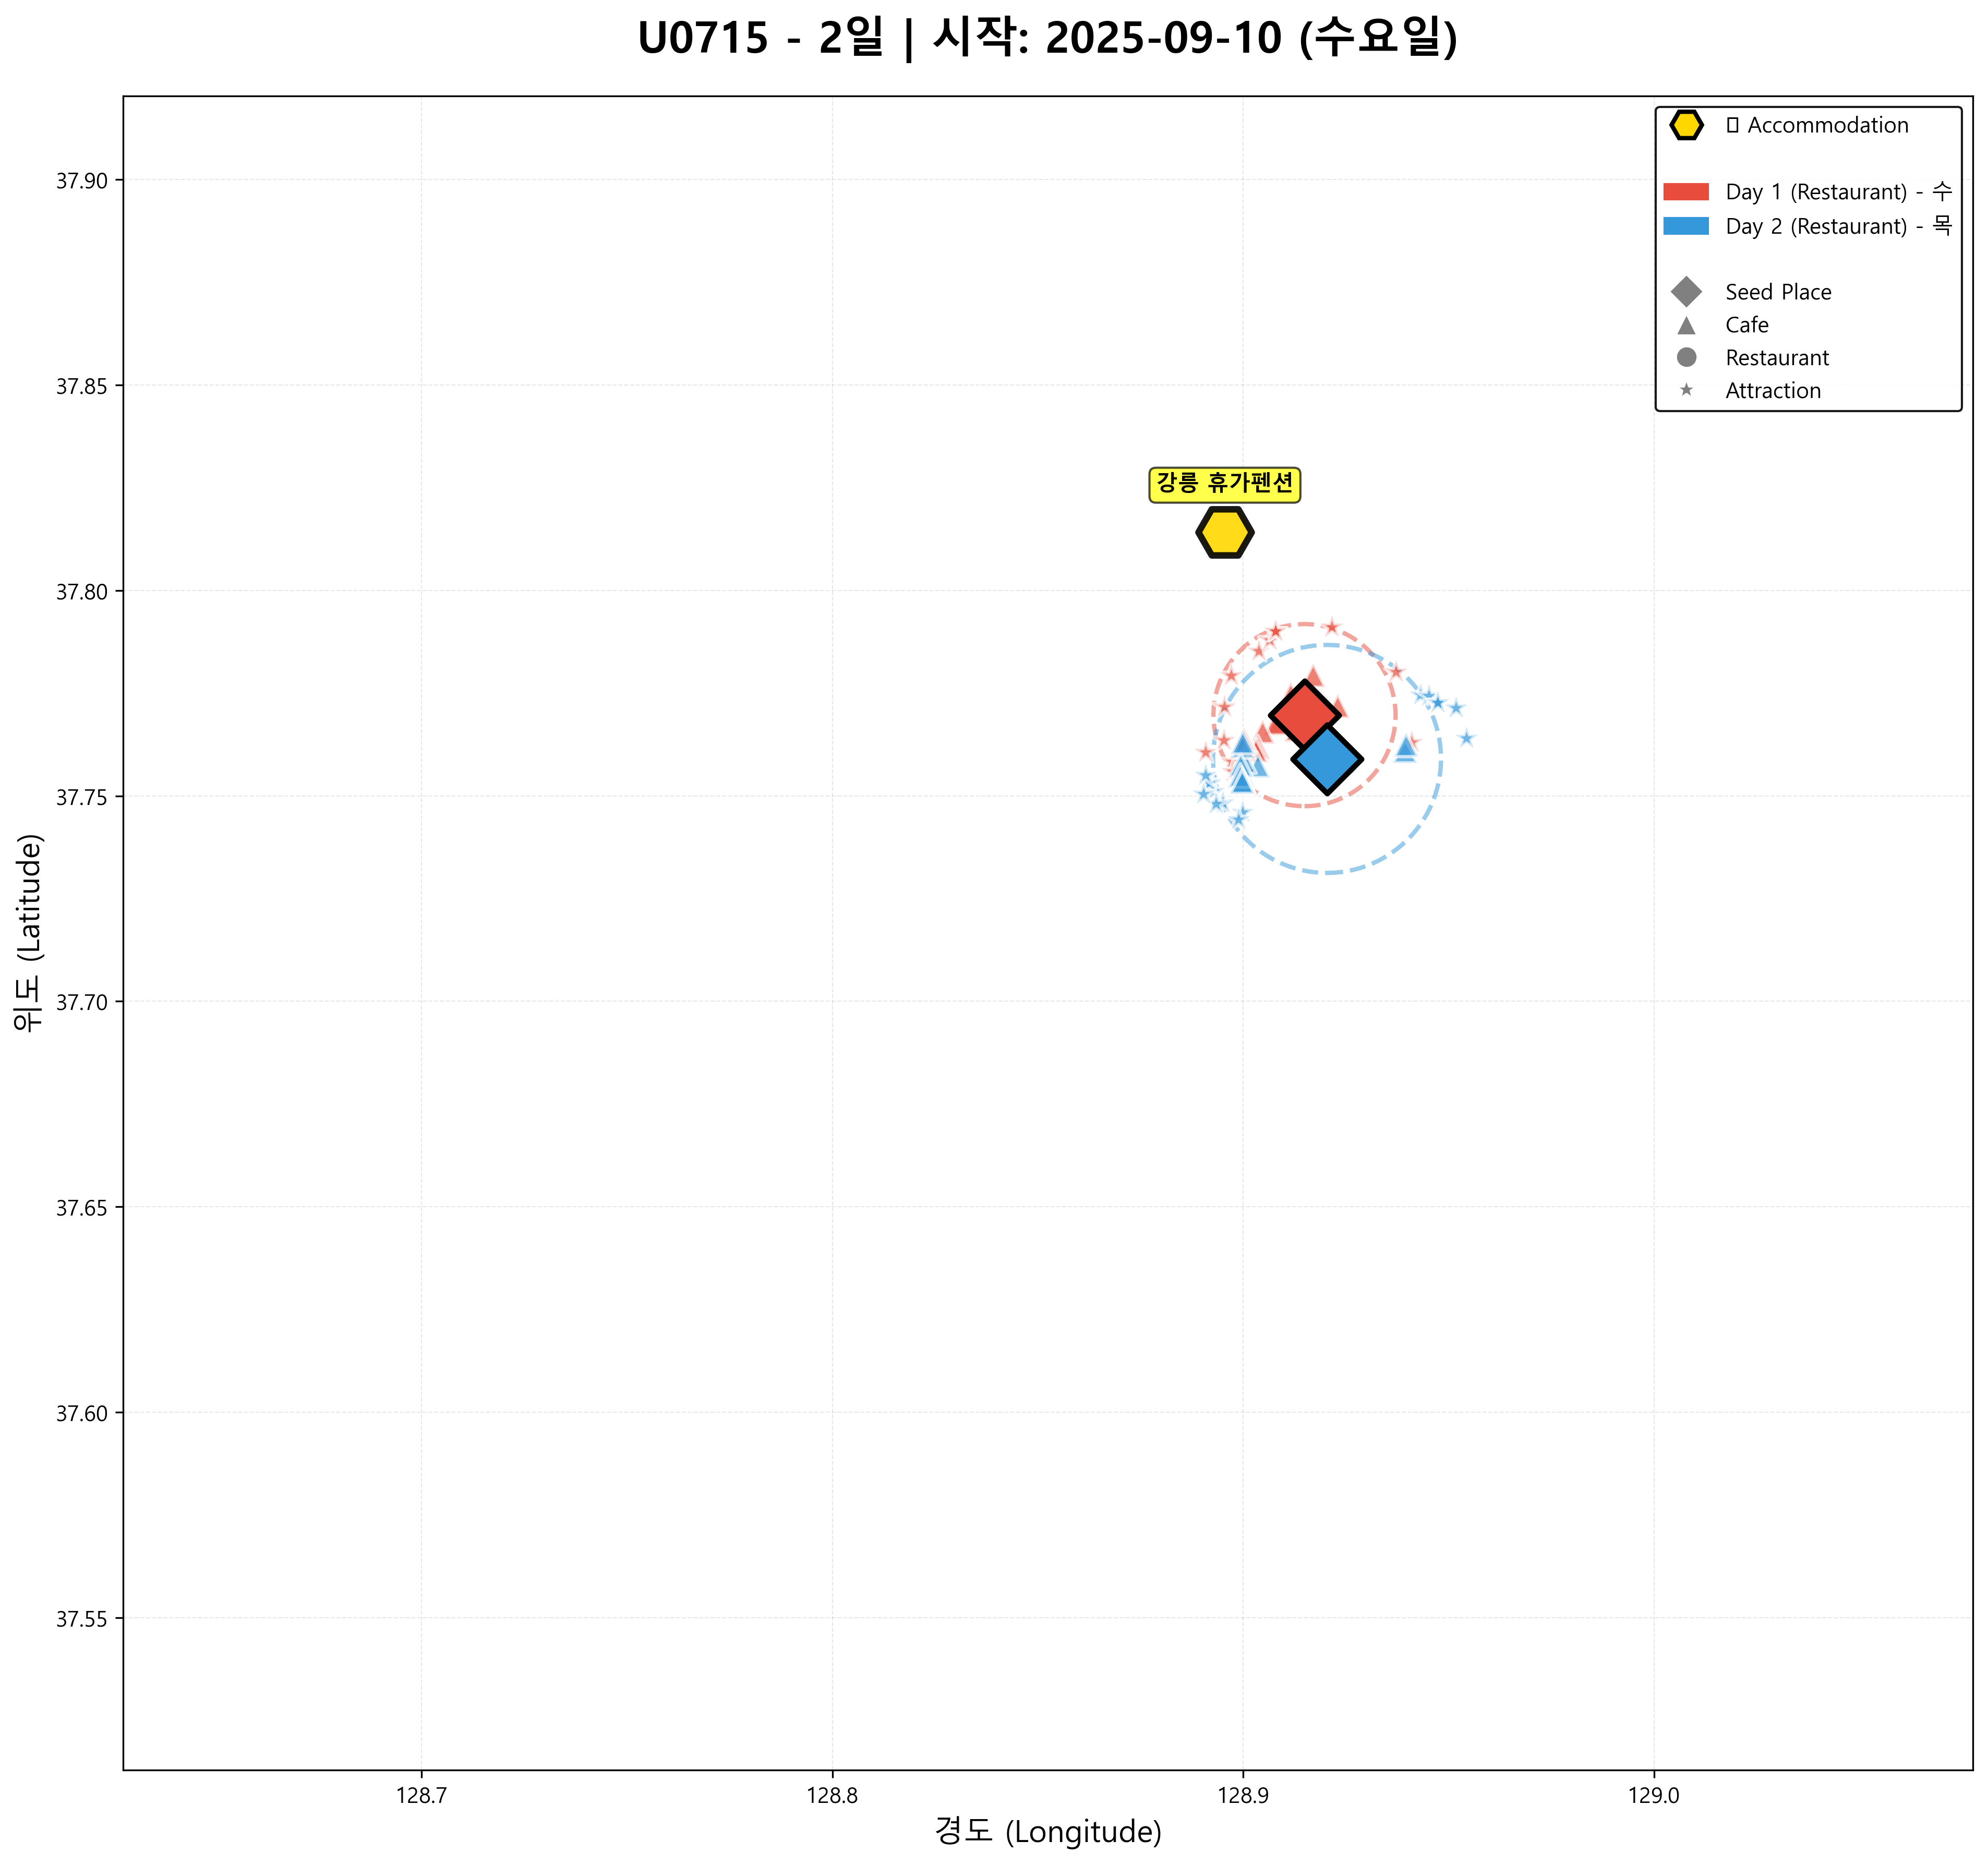 U0715 - 2일 | 시작: 2025-09-10 (수요일)
Accommodation
Day 1 (Restaurant) - 수
Day 2 (Restaurant) - 목
Seed Place
Cafe
Restaurant
Attraction
강릉 휴가펜션
37.90
37.85
37.80
37.75
37.70
37.65
37.60
37.55
위도 (Latitude)
128.7
128.8
128.9
129.0
경도 (Longitude)